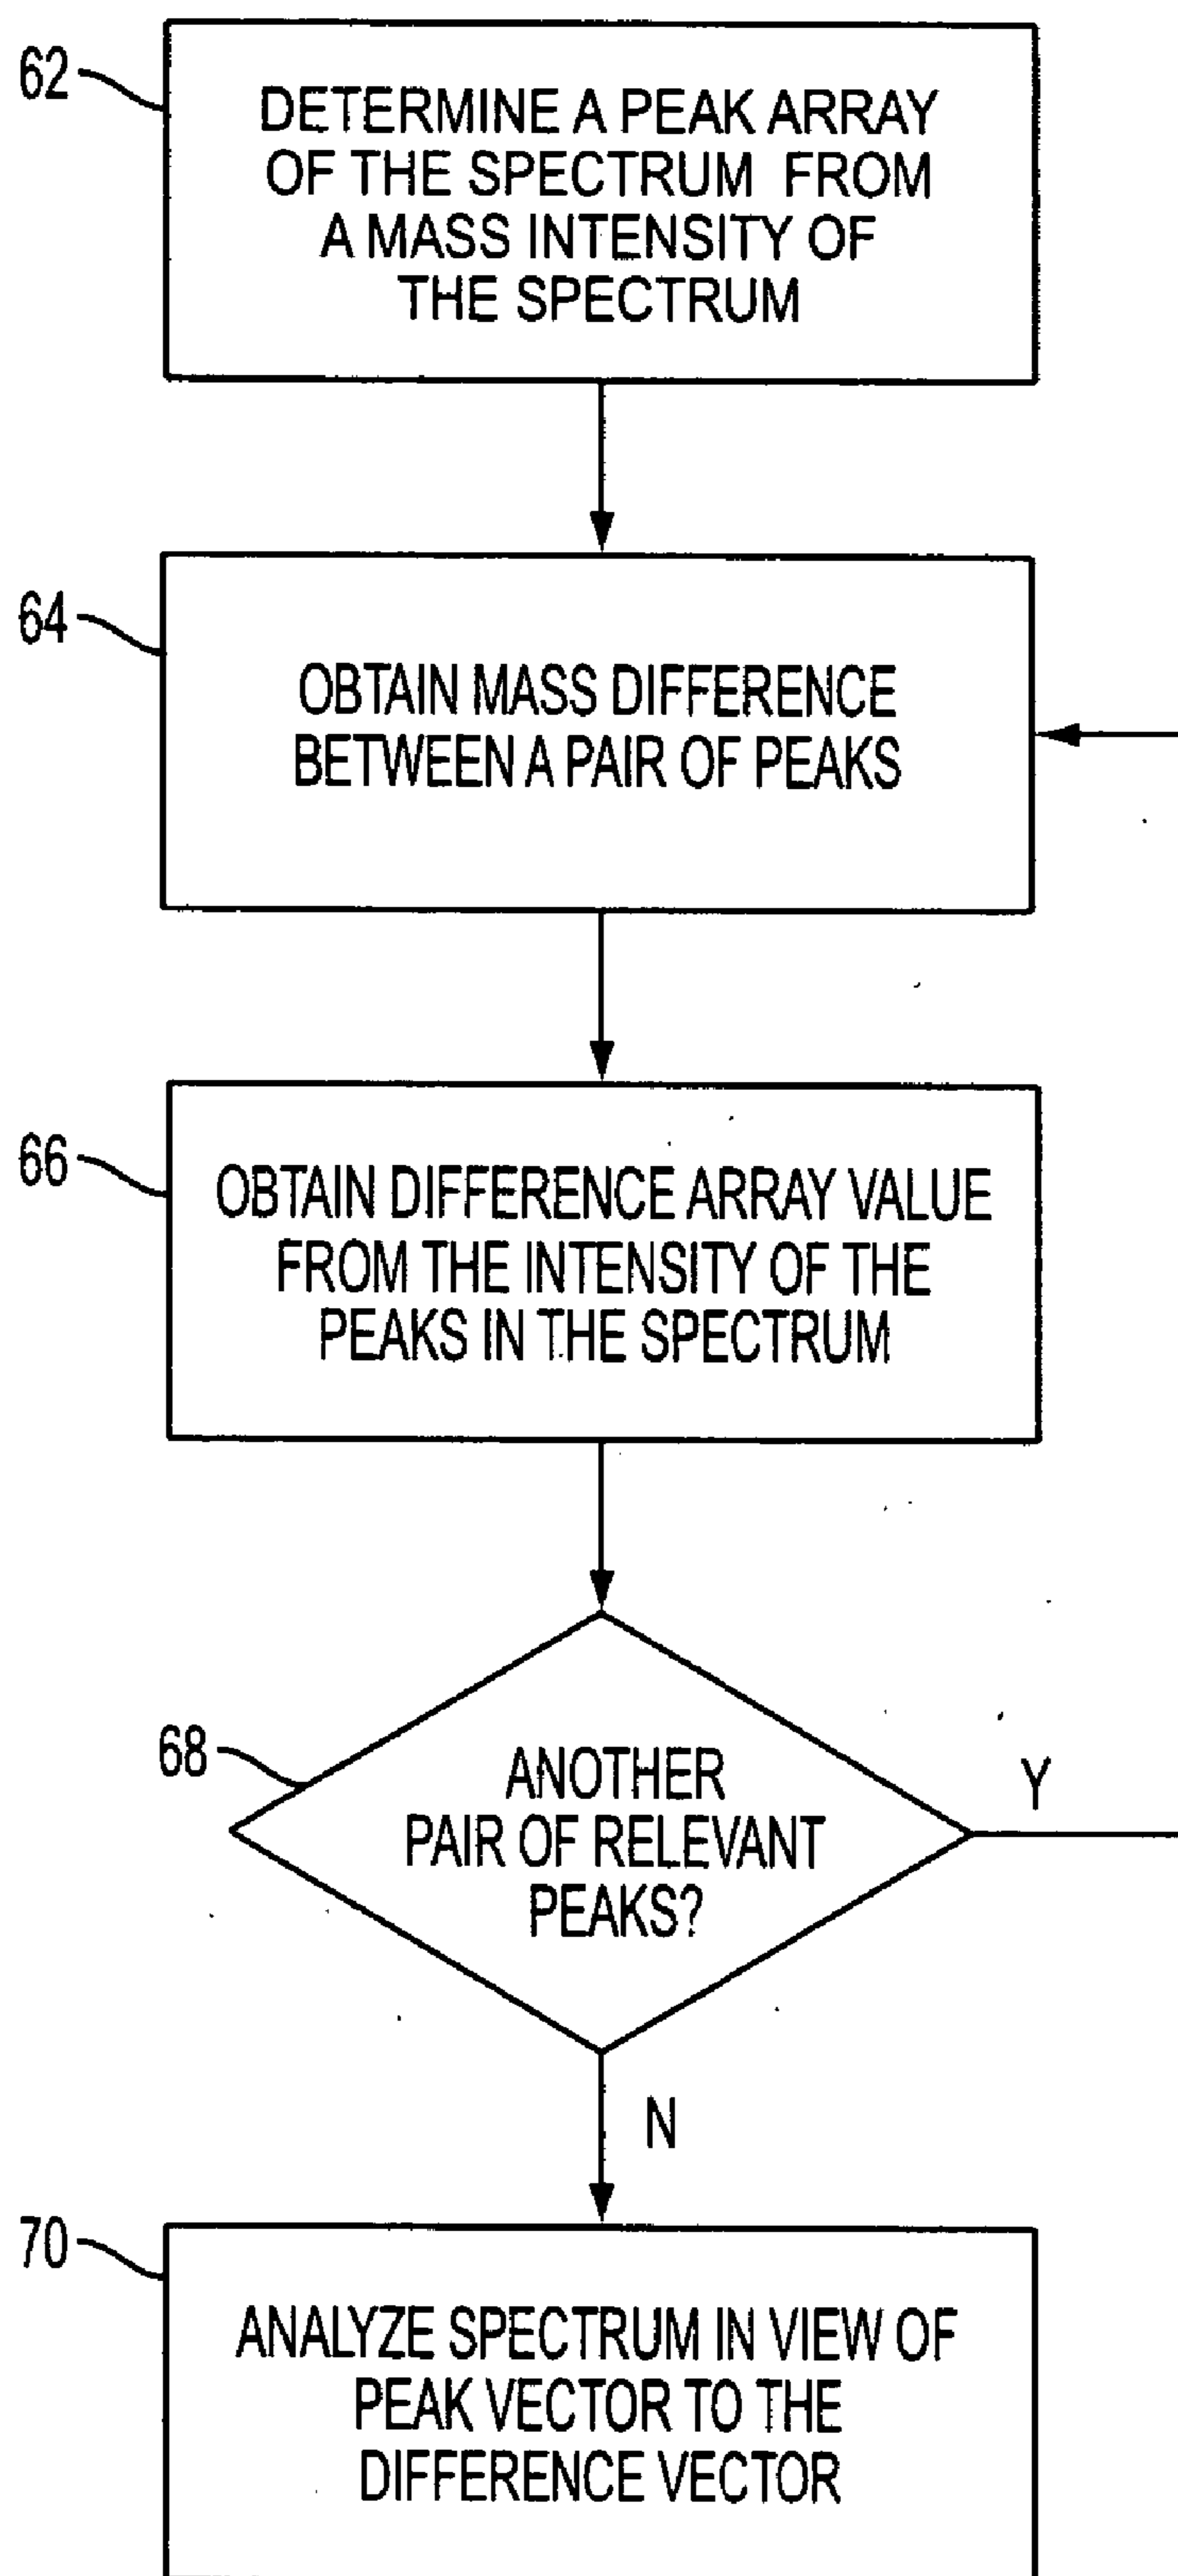 62
DETERMINE A PEAK ARRAY
OF THE SPECTRUM FROM
A MASS INTENSITY OF
THE SPECTRUM
64
OBTAIN MASS DIFFERENCE
BETWEEN A PAIR OF PEAKS
66
OBTAIN DIFFERENCE ARRAY VALUE
FROM THE INTENSITY OF THE
PEAKS IN THE SPECTRUM
68
ANOTHER
PAIR OF RELEVANT
PEAKS?
Y
N
70
ANALYZE SPECTRUM IN VIEW OF
PEAK VECTOR TO THE
DIFFERENCE VECTOR